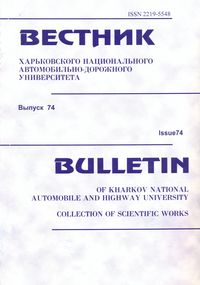 ISSN 2219-5548
ВЕСТНИК
ХАРЬКОВСКОГО НАЦИОНАЛЬНОГО
АВТОМОБИЛЬНО-ДОРОЖНОГО
УНИВЕРСИТЕТА
Выпуск 74
Issue74
BULLETIN
OF KHARKOV NATIONAL
AUTOMOBILE AND HIGHWAY UNIVERSITY
COLLECTION OF SCIENTIFIC WORKS